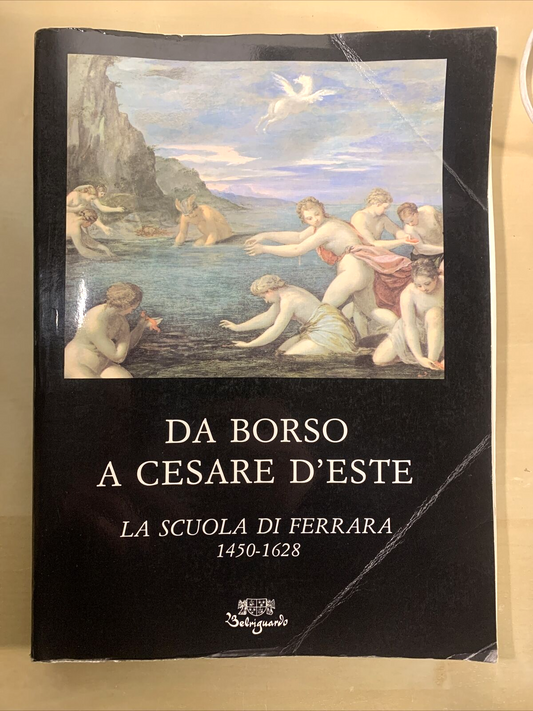 DA BORSO
A CESARE D'ESTE
LA SCUOLA DI FERRARA
1450-1628
Belriguardo